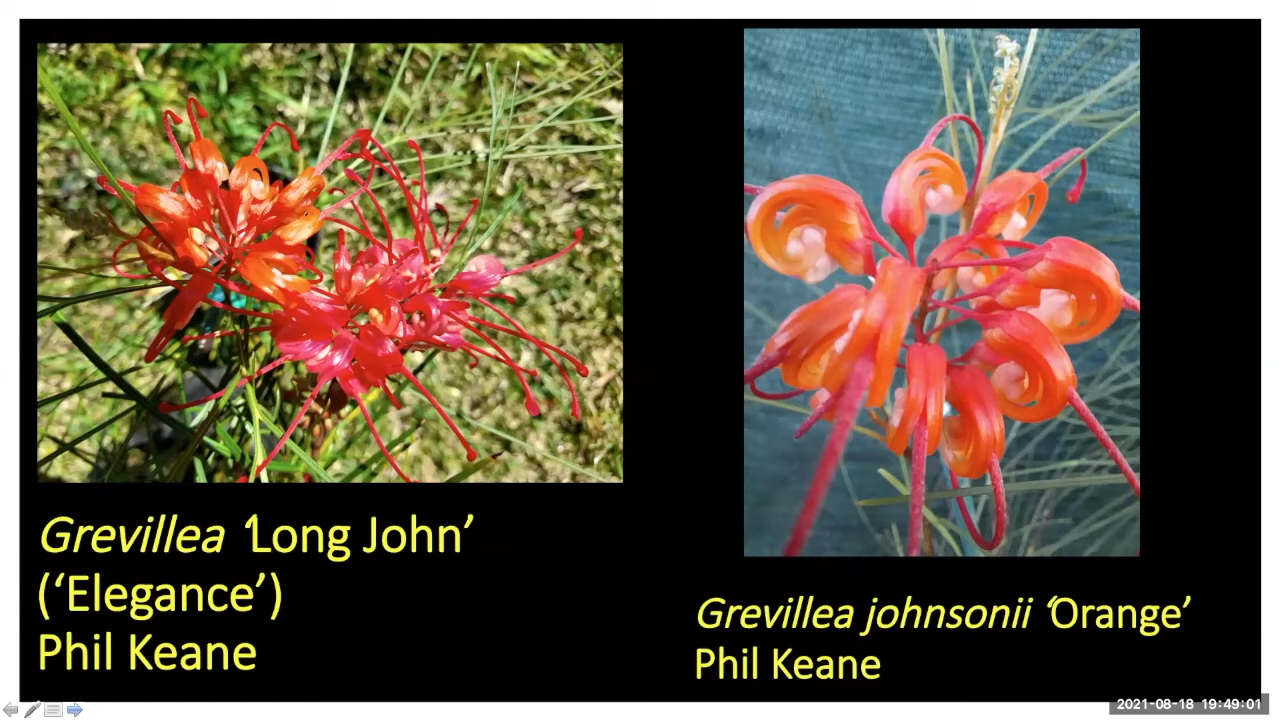 Grevillea ‘Long John’
(‘Elegance’)
Phil Keane
Grevillea johnsonii ‘Orange’
Phil Keane
2021-08-18 19:49:01